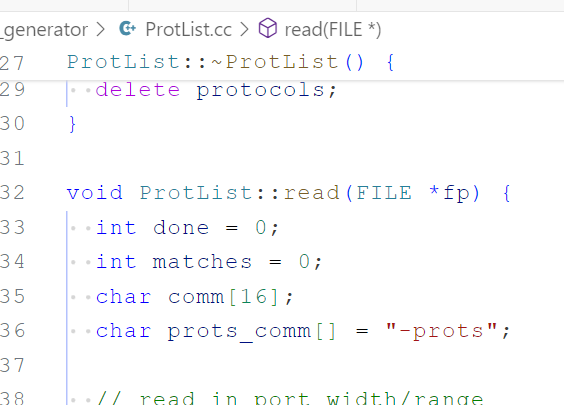 _generator > ProtList.cc > read(FILE *)
27 ProtList::~ProtList() {
29 delete protocols;
30 }
31
32 void ProtList::read(FILE *fp) {
33 int done = 0;
34 int matches = 0;
35 char comm[16];
36 char prots_comm[] = "-prots";
37
38 // read in port width/range